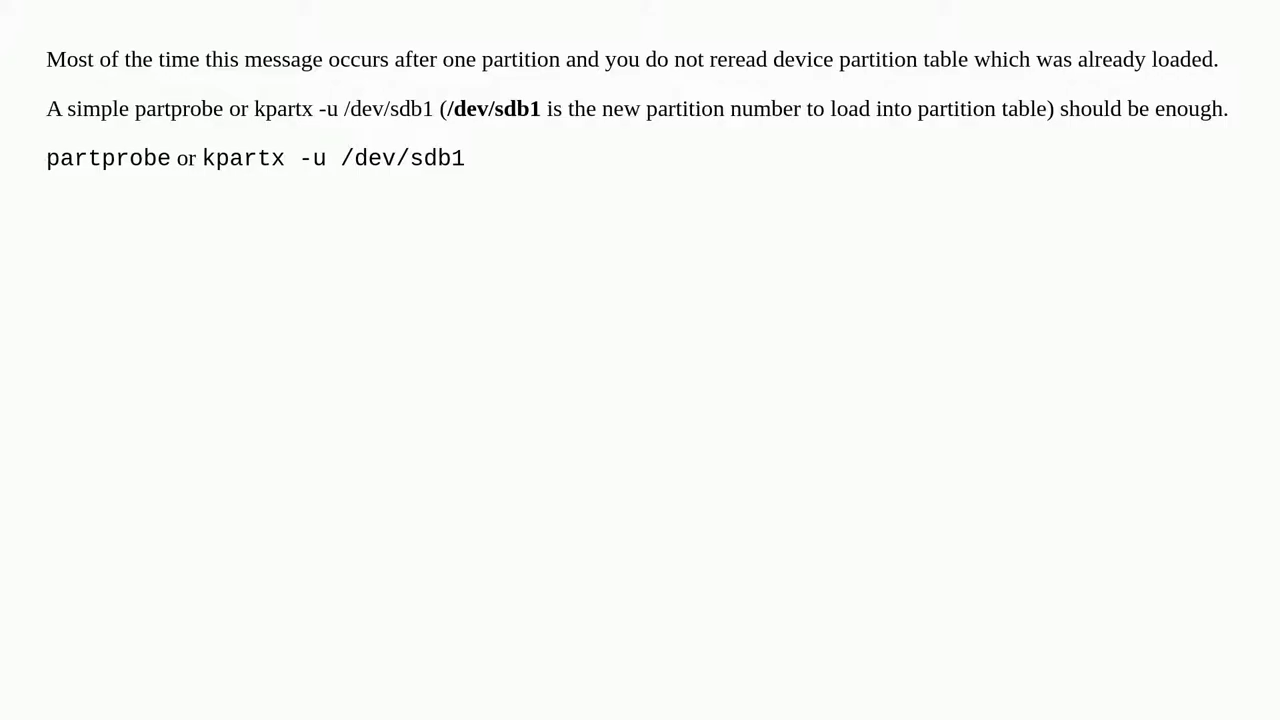 Most of the time this message occurs after one partition and you do not reread device partition table which was already loaded.
A simple partprobe or kpartx -u /dev/sdb1 (/dev/sdb1 is the new partition number to load into partition table) should be enough.
partprobe or kpartx -u /dev/sdb1